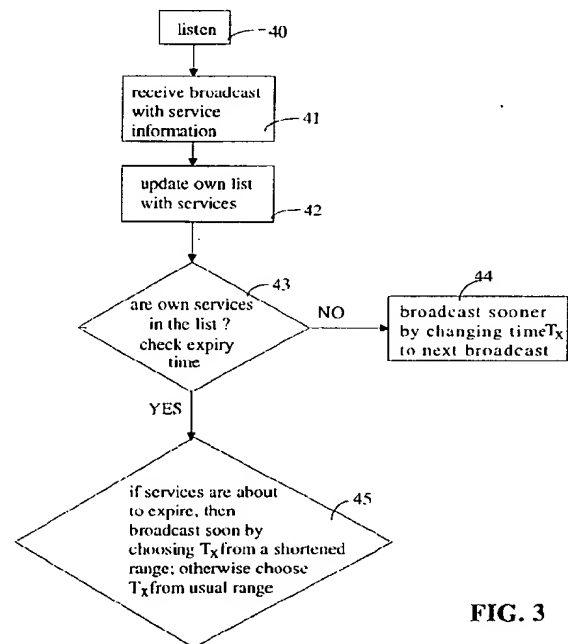 listen
40
receive broadcast
with service
information
41
update own list
with services
42
43
are own services
in the list ?
check expiry
time
NO
44
broadcast sooner
by changing time TX
to next broadcast
YES
45
if services are about
to expire, then
broadcast soon by
choosing TX from a shortened
range; otherwise choose
TX from usual range
FIG. 3